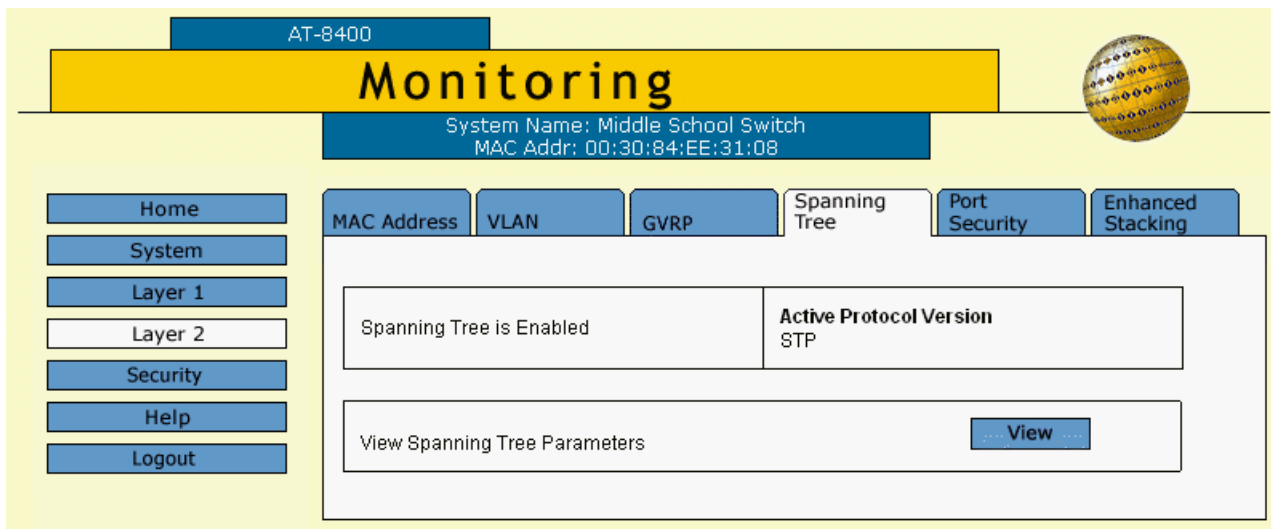 AT-8400
Monitoring
System Name: Middle School Switch
MAC Addr: 00:30:84:EE:31:08
Home
System
Layer 1
Layer 2
Security
Help
Logout
MAC Address
VLAN
GVRP
Spanning
Tree
Port
Security
Enhanced
Stacking
Spanning Tree is Enabled
Active Protocol Version
STP
View Spanning Tree Parameters
View